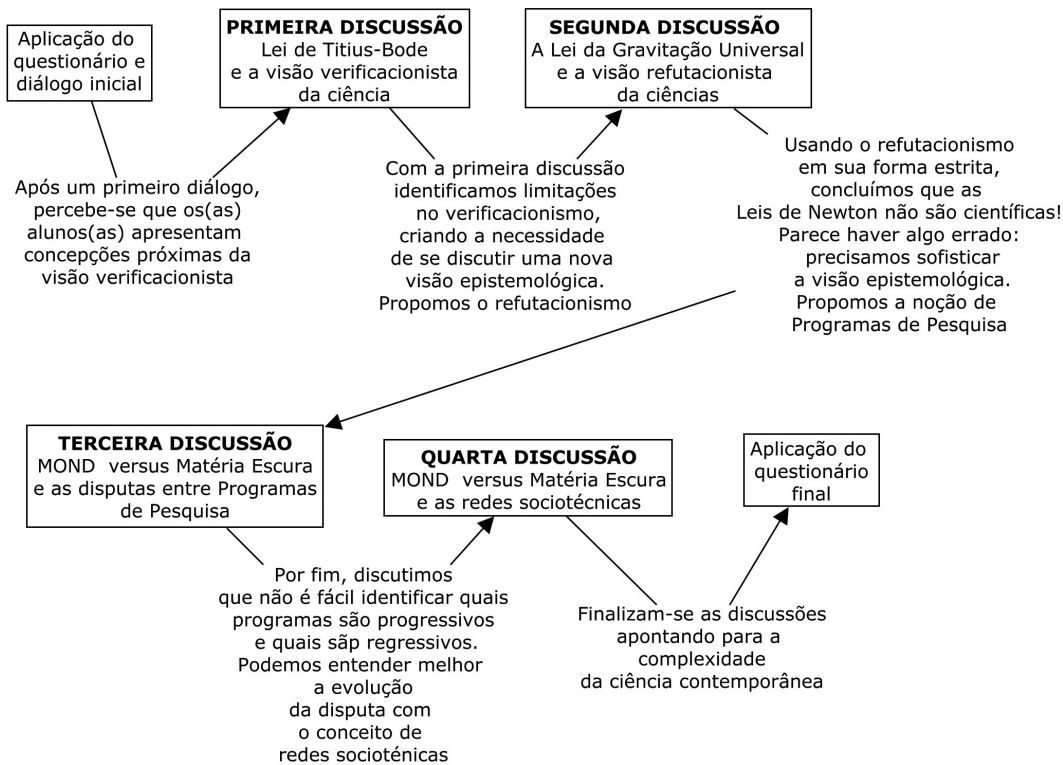 Aplicação do
questionário e
diálogo inicial
Após um primeiro diálogo,
percebe-se que os(as)
alunos(as) apresentam
concepções próximas da
visão verificacionista
PRIMEIRA DISCUSSÃO
Lei de Titius-Bode
e a visão verificacionista
da ciência
Com a primeira discussão
identificamos limitações
no verificacionismo,
criando a necessidade
de se discutir uma nova
visão epistemológica.
Propomos o refutacionismo
SEGUNDA DISCUSSÃO
A Lei da Gravitação Universal
e a visão refutacionista
da ciências
Usando o refutacionismo
em sua forma estrita,
concluímos que as
Leis de Newton não são científicas!
Parece haver algo errado:
precisamos sofisticar
a visão epistemológica.
Propomos a noção de
Programas de Pesquisa
TERCEIRA DISCUSSÃO
MOND versus Matéria Escura
e as disputas entre Programas
de Pesquisa
Por fim, discutimos
que não é fácil identificar quais
programas são progressivos
e quais sãp regressivos.
Podemos entender melhor
a evolução
da disputa com
o conceito de
redes socioténicas
QUARTA DISCUSSÃO
MOND versus Matéria Escura
e as redes sociotécnicas
Finalizam-se as discussões
apontando para a
complexidade
da ciência contemporânea
Aplicação do
questionário
final